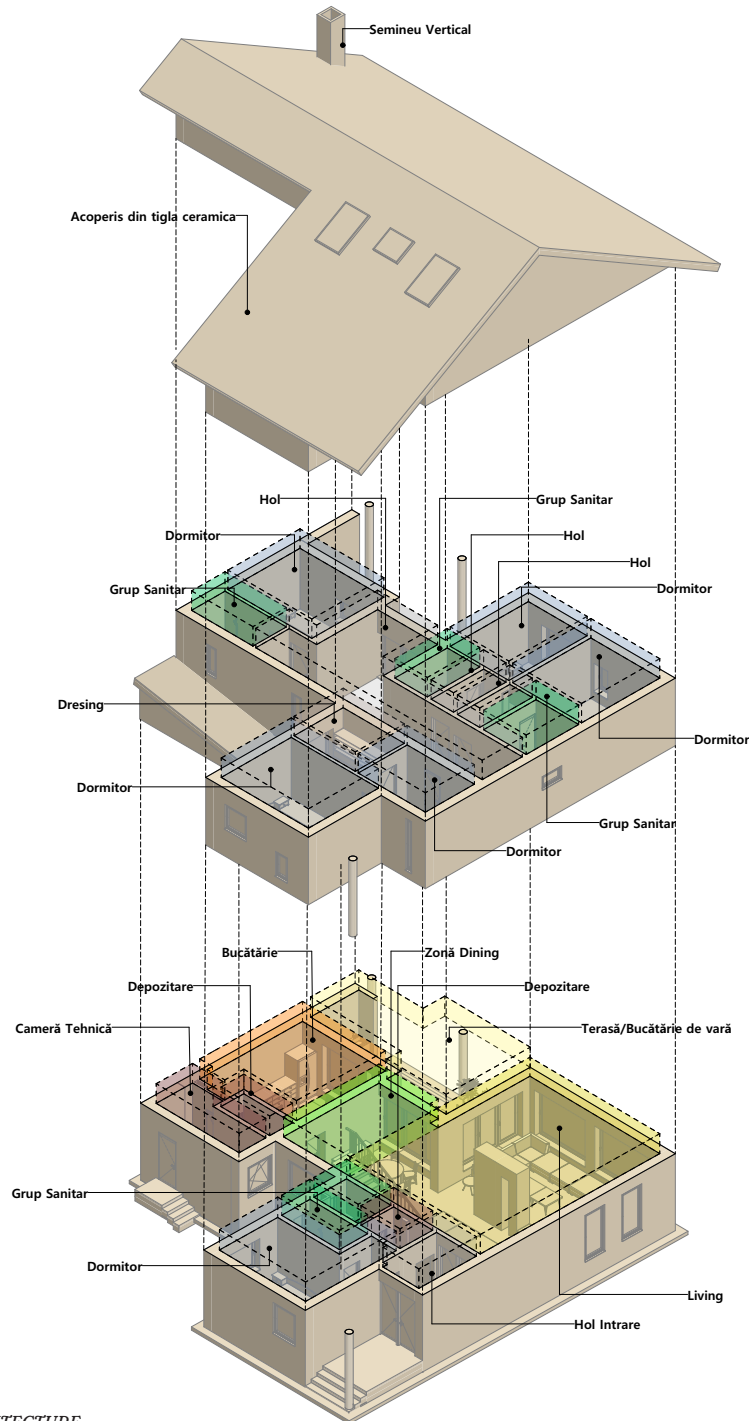 Semineu Vertical
Acoperis din tigla ceramica
Hol
Grup Sanitar
Dormitor
Hol
Hol
Grup Sanitar
Dormitor
Dresing
Dormitor
Dormitor
Grup Sanitar
Dormitor
Bucătărie
Zonă Dining
Depozitare
Depozitare
Cameră Tehnică
Terasă/Bucătărie de vară
Grup Sanitar
Dormitor
Living
Hol Intrare